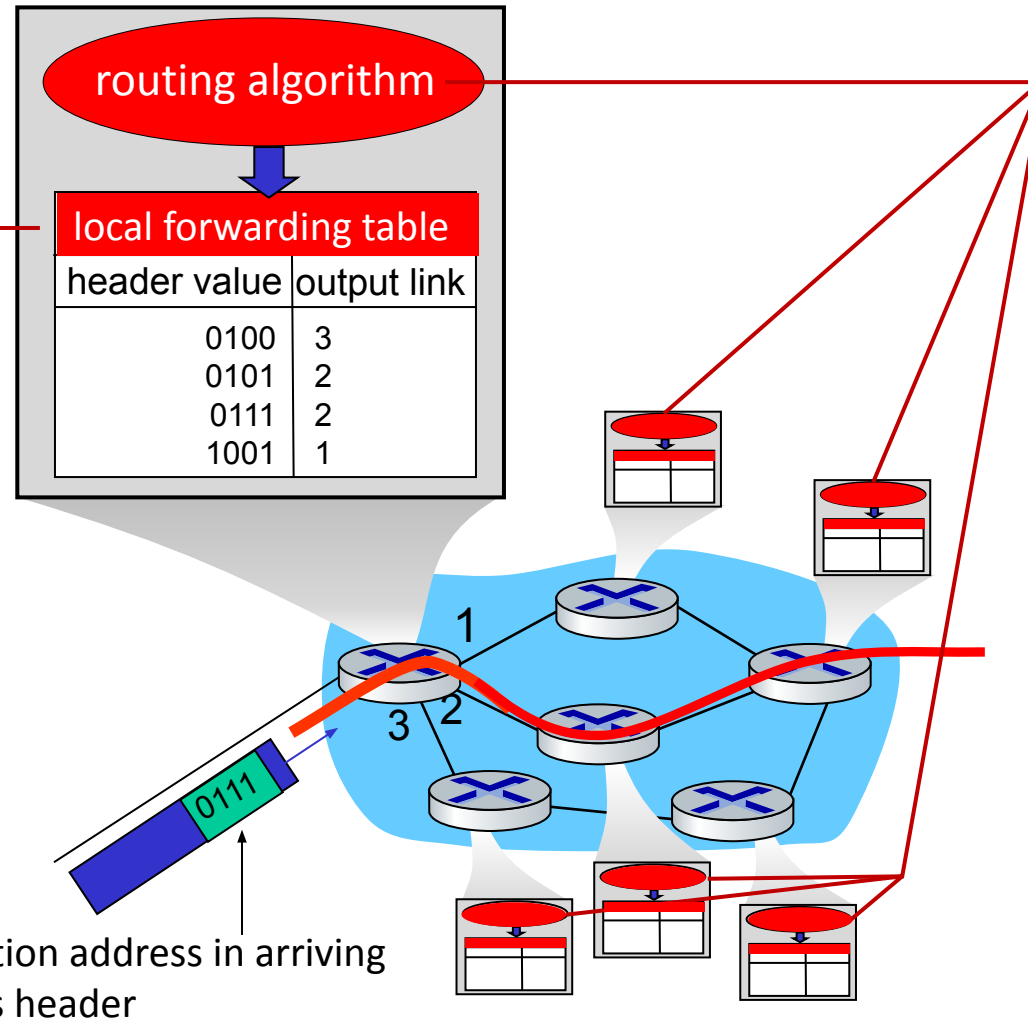 routing algorithm
local forwarding table
header value output link
0100 3
0101 2
0111 2
1001 1
1
2
3
0111
tion address in arriving
s header